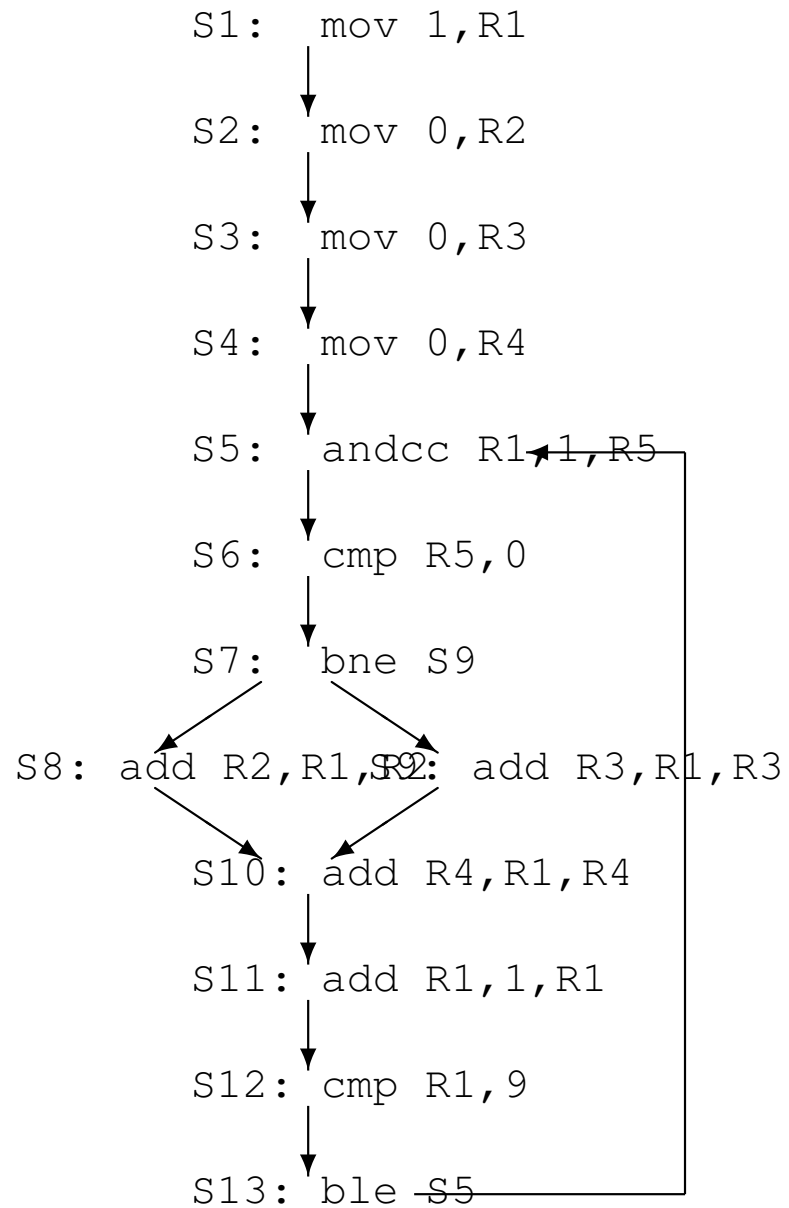 S1: mov 1,R1
S2: mov 0,R2
S3: mov 0,R3
S4: mov 0,R4
S5: andcc R1,1,R5
S6: cmp R5,0
S7: bne S9
S8: add R2,R1,R2
S9: add R3,R1,R3
S10: add R4,R1,R4
S11: add R1,1,R1
S12: cmp R1,9
S13: ble S5